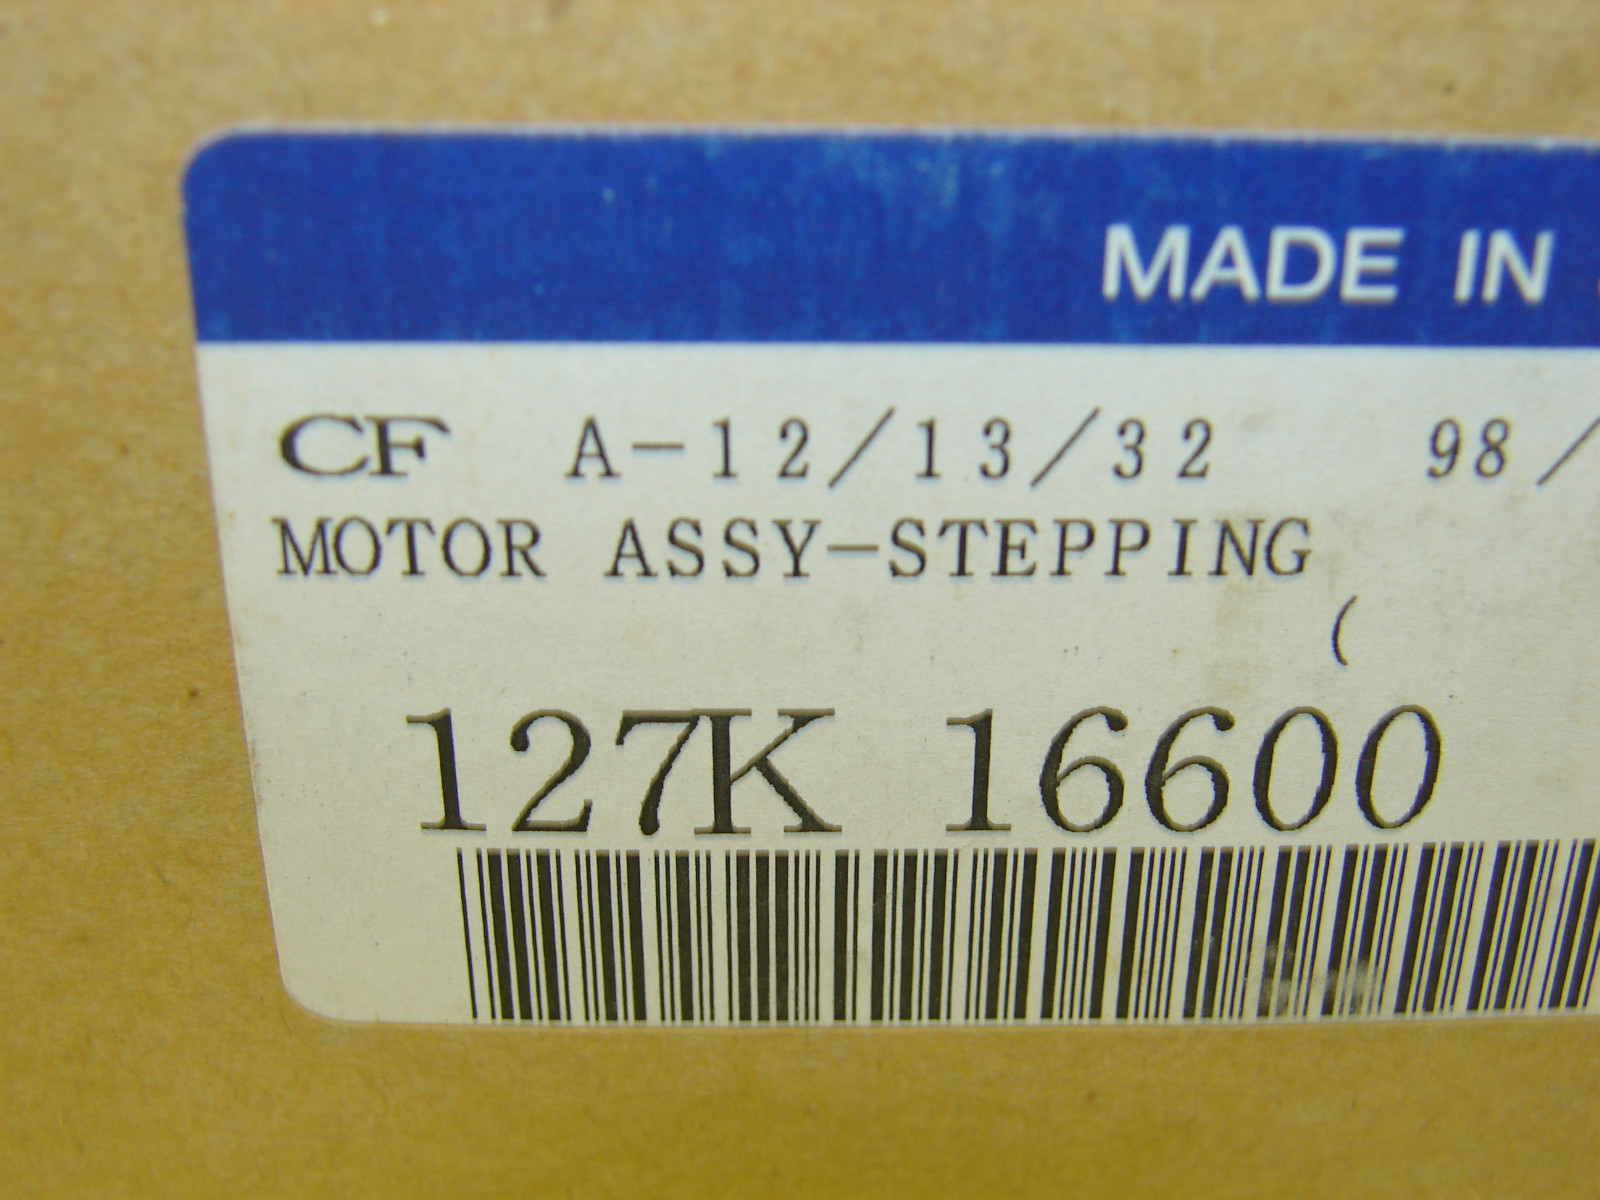 MADE IN
CF A-12/13/32 98/
MOTOR ASSY-STEPPING
(
127K 16600